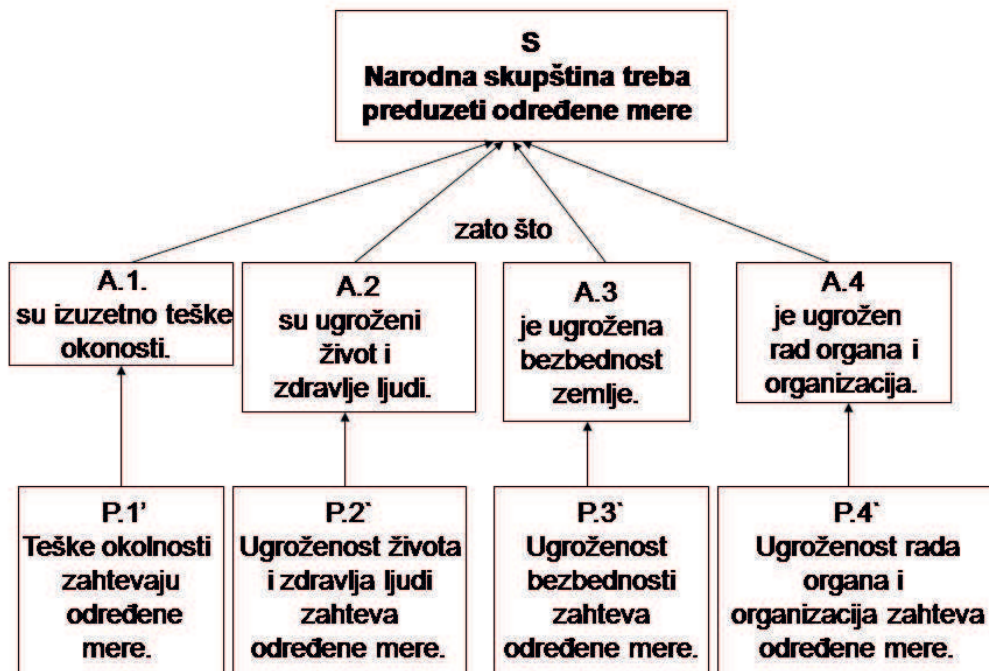 S
Narodna skupština treba
preduzeti određene mere
zato što
A.1.
su izuzetno teške
okonosti.
A.2
su ugroženi
život i
zdravlje ljudi.
A.3
je ugrožena
bezbednost
zemlje.
A.4
je ugrožen
rad organa i
organizacija.
P.1'
Teške okolnosti
zahtevaju
određene
mere.
P.2`
Ugroženost života
i zdravlja ljudi
zahteva
određene mere.
P.3`
Ugroženost
bezbednosti
zahteva
određene mere.
P.4`
Ugroženost rada
organa i
organizacija zahteva
određene mere.